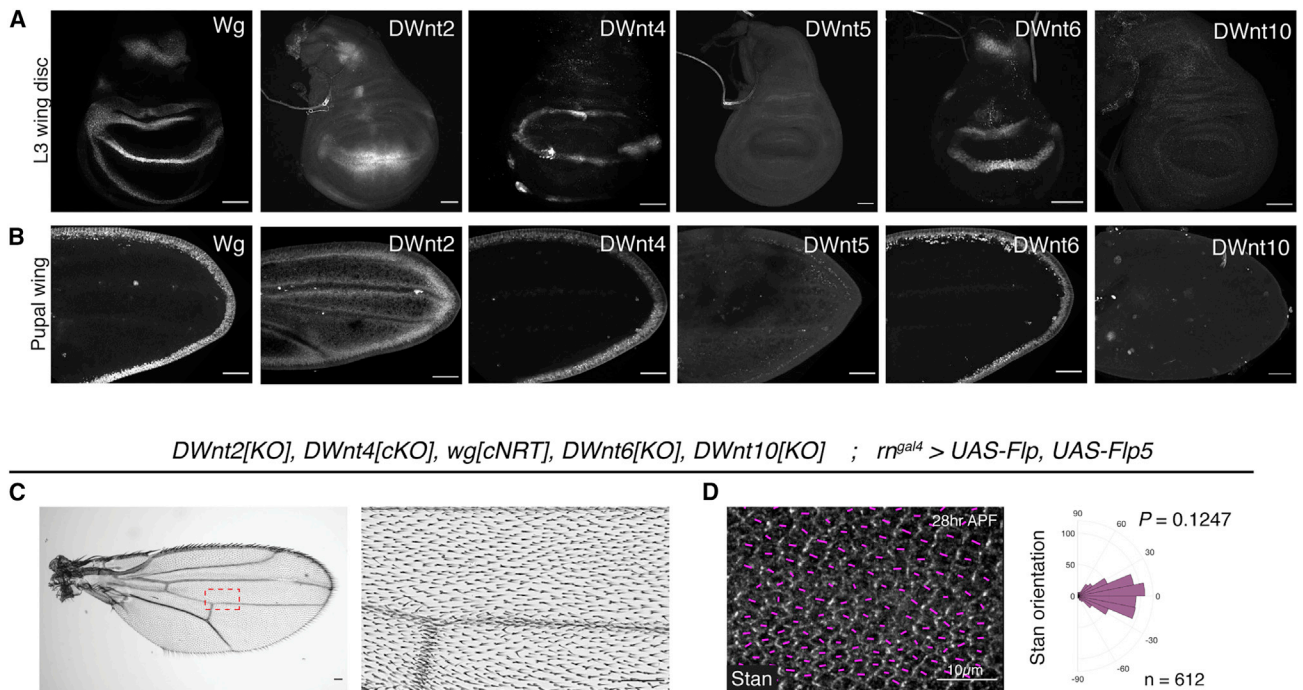 A
L3 wing disc
Wg
DWnt2
DWnt4
DWnt5
DWnt6
DWnt10
B
Pupal wing
Wg
DWnt2
DWnt4
DWnt5
DWnt6
DWnt10
DWnt2[KO], DWnt4[cKO], wg[cNRT], DWnt6[KO], DWnt10[KO] ; rngal4 > UAS-Flp, UAS-Flp5
C
D
28hr APF
Stan
10µm
Stan orientation
90
60
30
0
-30
-60
-90
100
50
0
P = 0.1247
n = 612